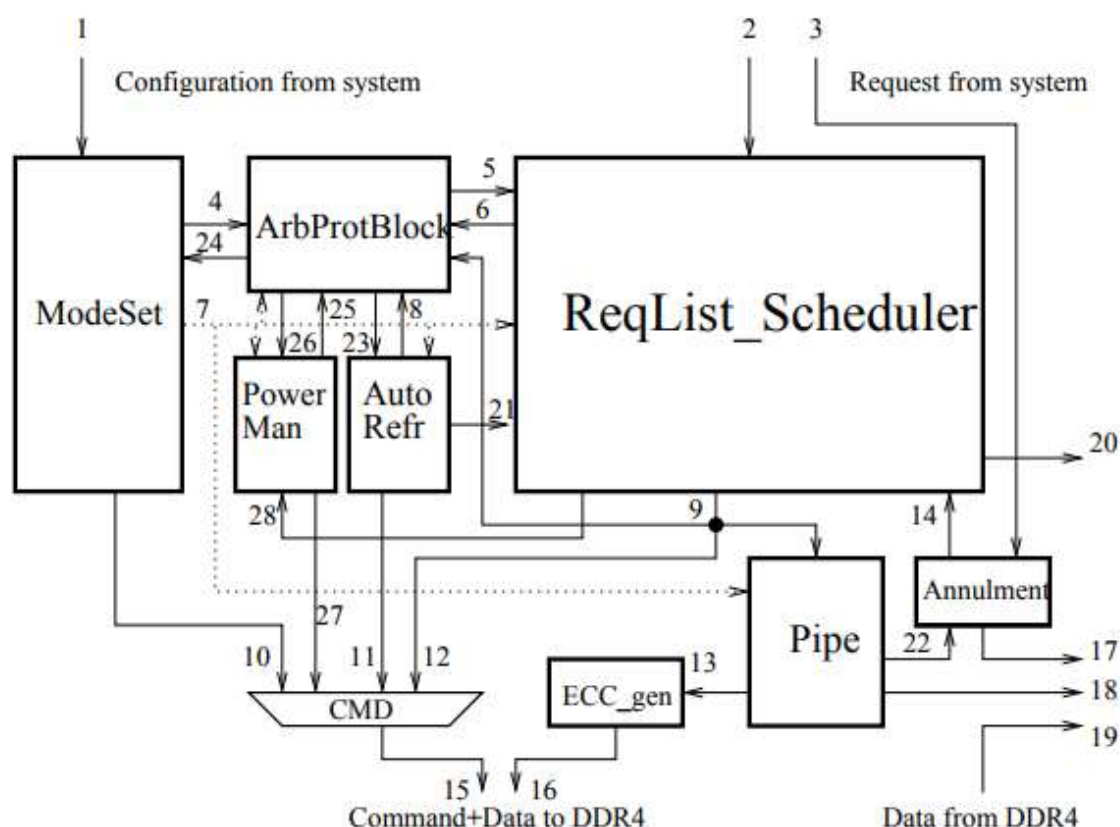 1
2
3
Configuration from system
Request from system
4
24
ArbProtBlock
5
6
ModeSet
7
25
8
26
23
ReqList_Scheduler
Power
Man
Auto
Refr
21
20
28
9
14
27
Annulment
Pipe
22
10
11
12
13
17
ECC_gen
18
CMD
19
15
16
Command+Data to DDR4
Data from DDR4